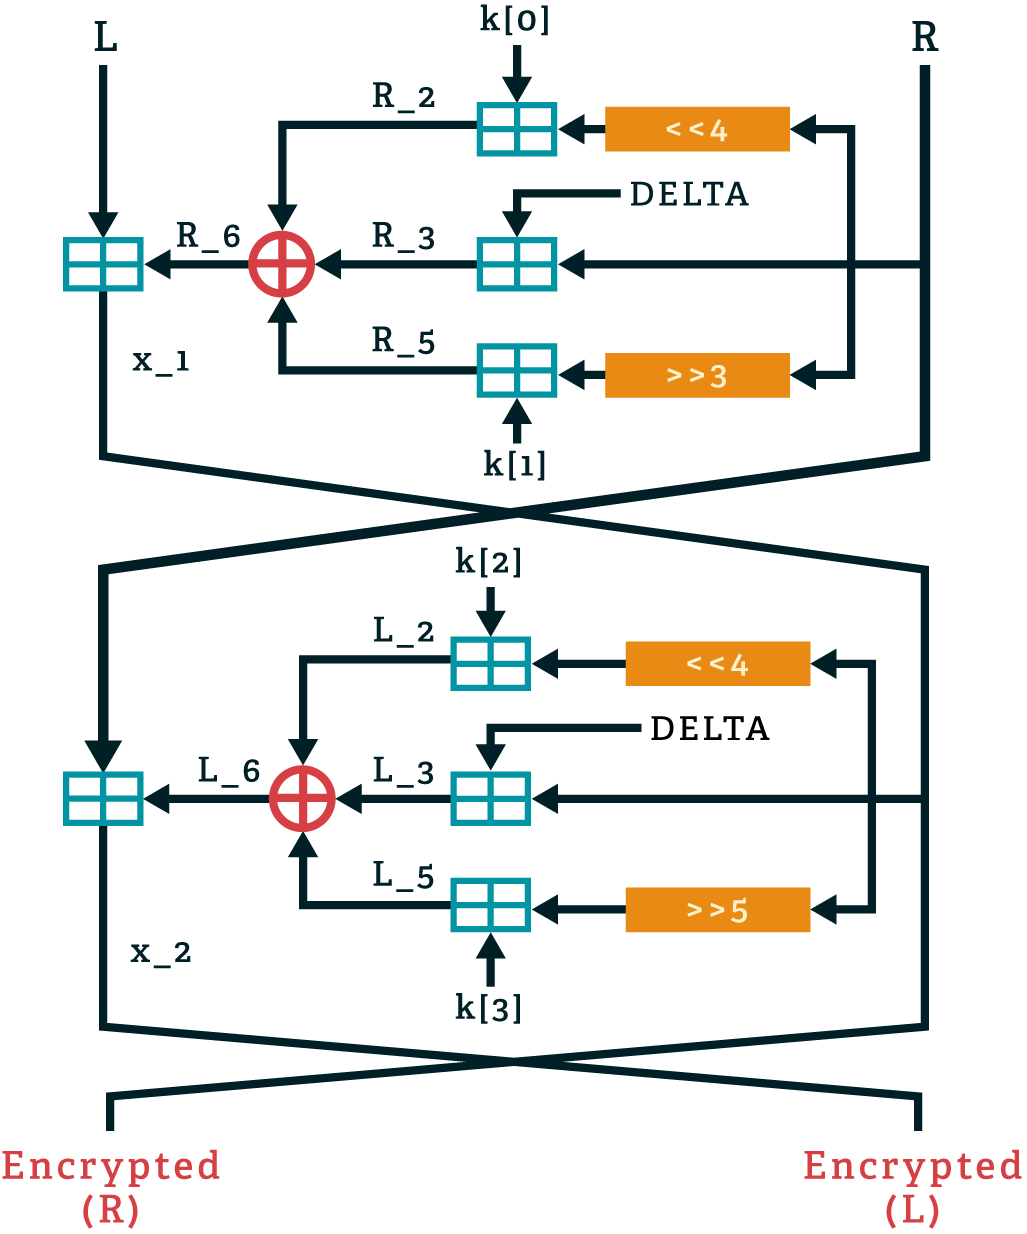 k[0]
L
R
R_2
<<4
DELTA
R_6
R_3
R_5
x_1
>>3
k[1]
k[2]
L_2
<<4
DELTA
L_6
L_3
L_5
>>5
x_2
k[3]
Encrypted
(R)
Encrypted
(L)